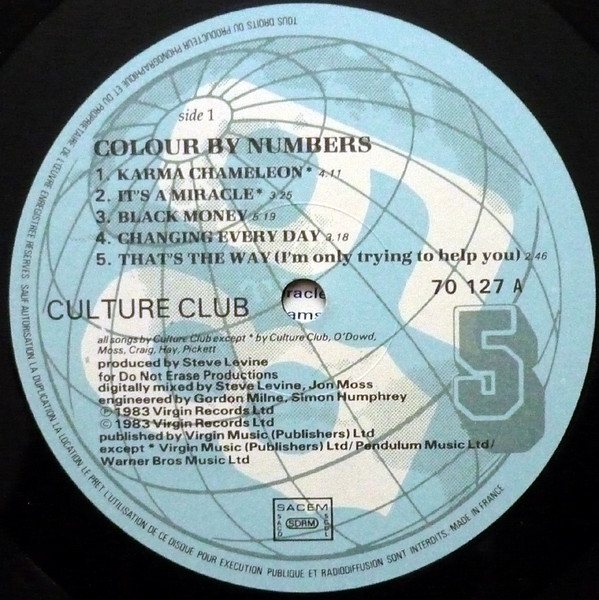 side 1
COLOUR BY NUMBERS
1. KARMA CHAMELEON* 4.11
2. IT'S A MIRACLE* 3.25
3. BLACK MONEY 5.19
4. CHANGING EVERY DAY 3.18
5. THAT'S THE WAY (I'm only trying to help you) 2.46
70 127 A
CULTURE CLUB
racle
ams
5
all songs by Culture Club except * by Culture Club, O'Dowd,
Moss, Craig, Hay, Pickett
produced by Steve Levine
for Do Not Erase Productions
digitally mixed by Steve Levine, Jon Moss
engineered by Gordon Milne, Simon Humphrey
Ⓟ 1983 Virgin Records Ltd
© 1983 Virgin Records Ltd
published by Virgin Music (Publishers) Ltd
except * Virgin Music (Publishers) Ltd/Pendulum Music Ltd/
Warner Bros Music Ltd
SACEM
SACD
SDRM
SGDL
TOUS DROITS DU PRODUCTEUR PHONOGRAPHIQUE ET DU PROPRIETAIRE DE L'ŒUVRE ENREGISTREE RESERVES SAUF AUTORISATION LA DUPLICATION LA LOCATION LE PRET L'UTILISATION DE CE DISQUE POUR EXECUTION PUBLIQUE ET RADIODIFFUSION SONT INTERDITS. MADE IN FRANCE